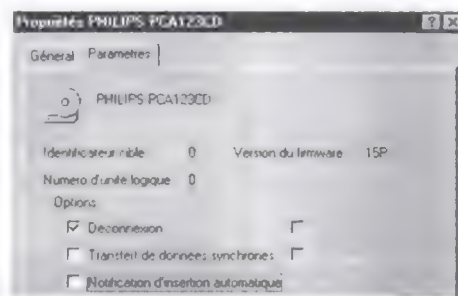 Propriétés PHILIPS PCA123CD
Général Paramètres
PHILIPS PCA123CD
Identificateur cible 0 Version du firmware 15P
Numéro d'unité logique 0
Options
Déconnexion
Transfert de données synchrones
Notification d'insertion automatique